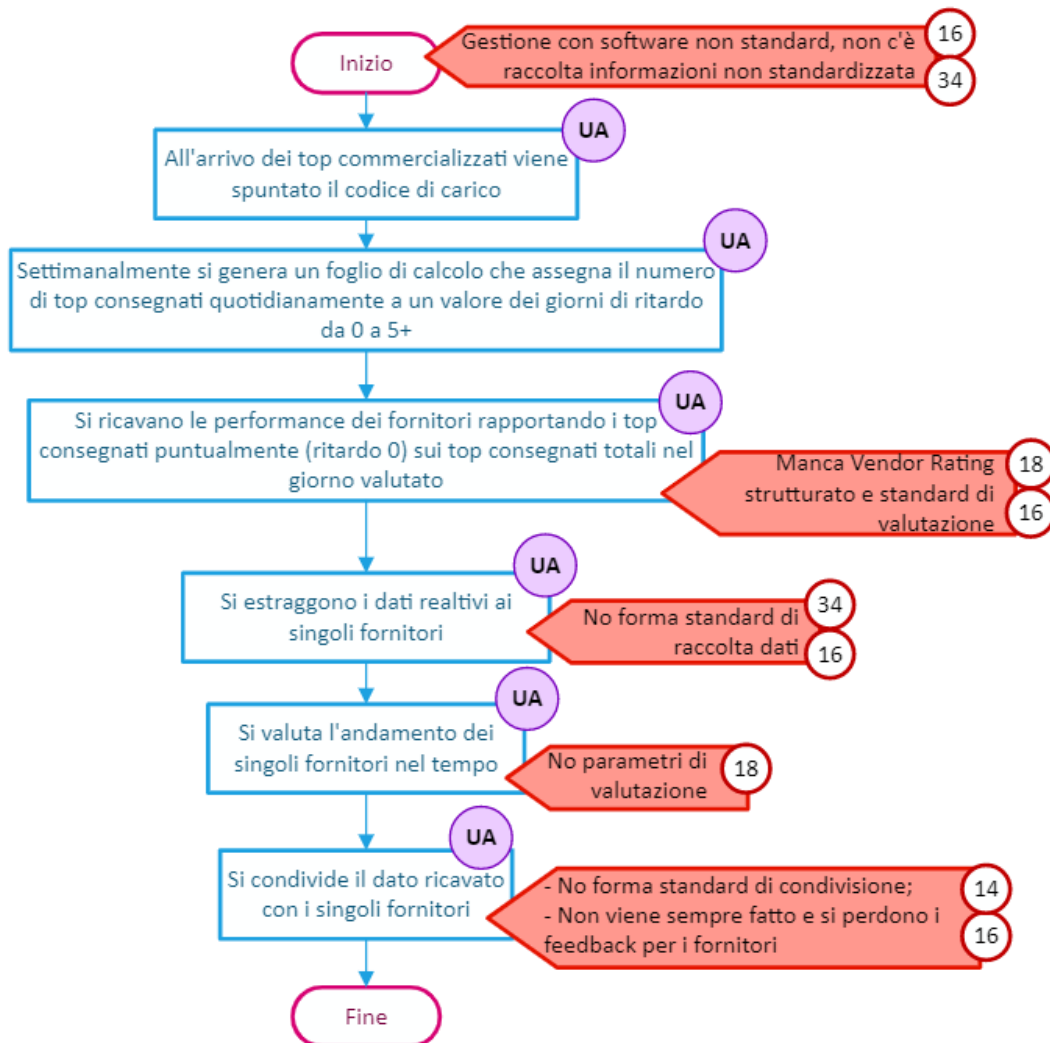 Inizio
Gestione con software non standard, non c'è
raccolta informazioni non standardizzata
16
34
UA
All'arrivo dei top commercializzati viene
spuntato il codice di carico
UA
Settimanalmente si genera un foglio di calcolo che assegna il numero
di top consegnati quotidianamente a un valore dei giorni di ritardo
da 0 a 5+
UA
Si ricavano le performance dei fornitori rapportando i top
consegnati puntualmente (ritardo 0) sui top consegnati totali nel
giorno valutato
Manca Vendor Rating
strutturato e standard di
valutazione
18
16
UA
Si estraggono i dati realtivi ai
singoli fornitori
No forma standard di
raccolta dati
34
16
UA
Si valuta l'andamento dei
singoli fornitori nel tempo
No parametri di
valutazione
18
UA
Si condivide il dato ricavato
con i singoli fornitori
- No forma standard di condivisione;
- Non viene sempre fatto e si perdono i
feedback per i fornitori
14
16
Fine